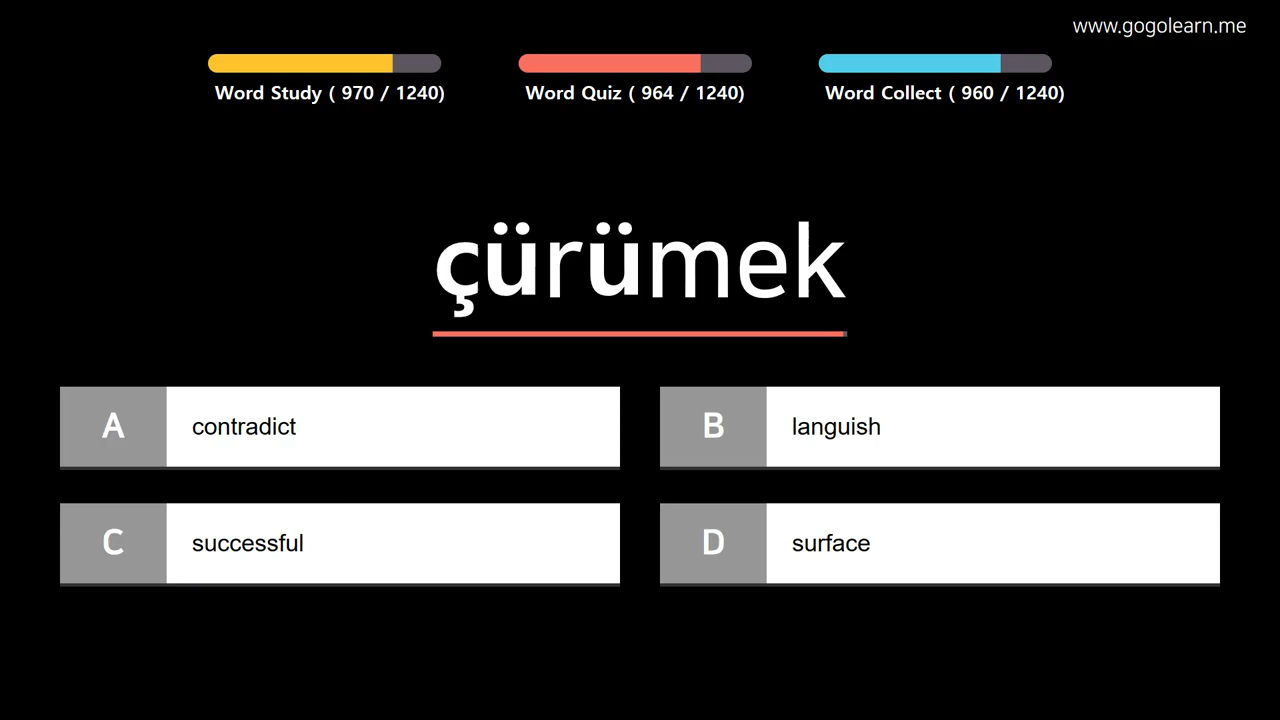 www.gogolearn.me
Word Study ( 970 / 1240)
Word Quiz ( 964 / 1240)
Word Collect ( 960 / 1240)
çürümek
A contradict
B languish
C successful
D surface